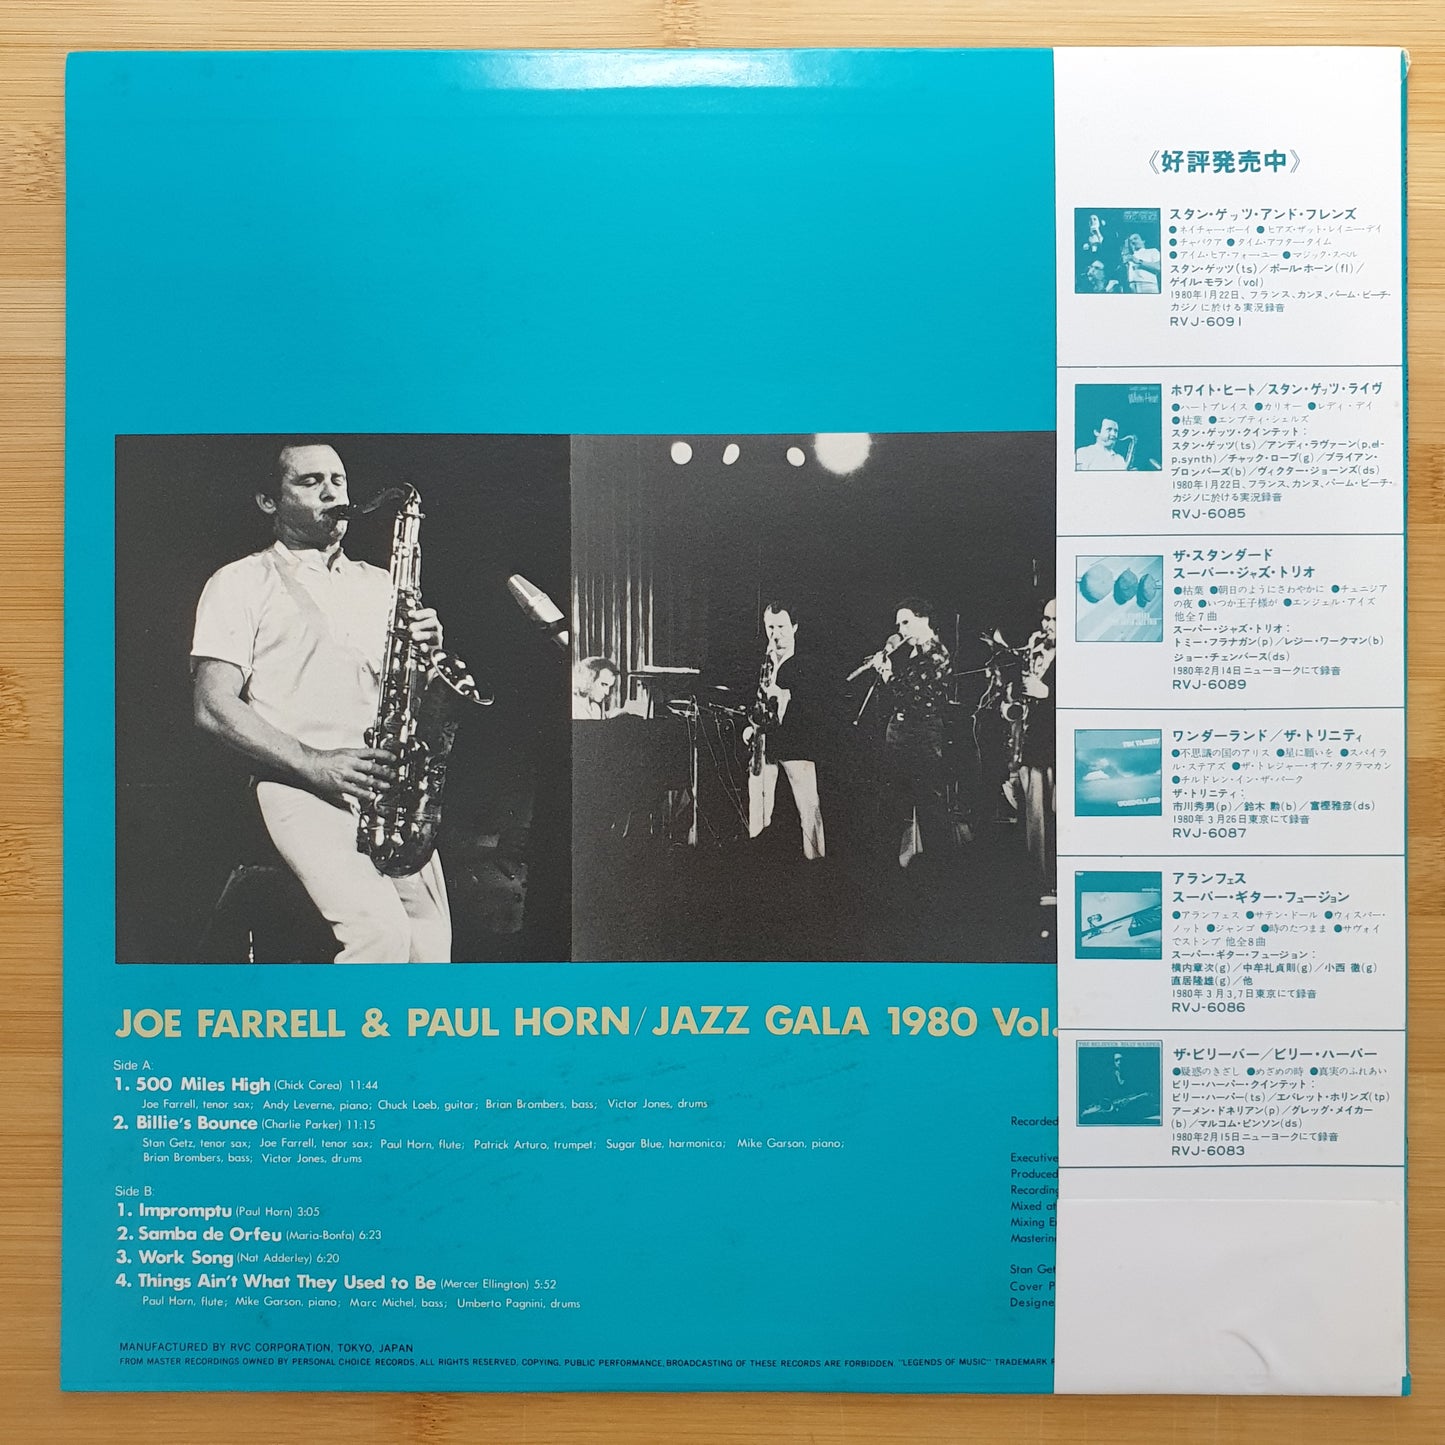 JOE FARRELL & PAUL HORN/JAZZ GALA 1980 Vol.
Side A:
1. 500 Miles High (Chick Corea) 11:44
Joe Farrell, tenor sax; Andy Leverne, piano; Chuck Loeb, guitar; Brian Brombers, bass; Victor Jones, drums
2. Billie's Bounce (Charlie Parker) 11:15
Stan Getz, tenor sax; Joe Farrell, tenor sax; Paul Horn, flute; Patrick Arturo, trumpet; Sugar Blue, harmonica; Mike Garson, piano;
Brian Brombers, bass; Victor Jones, drums
Side B:
1. Impromptu (Paul Horn) 3:05
2. Samba de Orfeu (Maria-Bonfa) 6:23
3. Work Song (Nat Adderley) 6:20
4. Things Ain't What They Used to Be (Mercer Ellington) 5:52
Paul Horn, flute; Mike Garson, piano; Marc Michel, bass; Umberto Pagnini, drums
Recorded
Executive
Produced
Recording
Mixed at
Mixing
Mastering
Stan Get
Cover P
Designe
MANUFACTURED BY RVC CORPORATION, TOKYO, JAPAN
FROM MASTER RECORDINGS OWNED BY PERSONAL CHOICE RECORDS. ALL RIGHTS RESERVED. COPYING, PUBLIC PERFORMANCE, BROADCASTING OF THESE RECORDS ARE FORBIDDEN. "LEGENDS OF MUSIC" TRADEMARK
《好評発売中》
スタン・ゲッツ・アンド・フレンズ
●ネイチャー・ボーイ ●ヒアズ・ザット・レイニー・デイ
●チャパクア ●タイム・アフター・タイム
●アイム・ヒア・フォー・ユー ●マジック・スペル
スタン・ゲッツ(ts)/ポール・ホーン(fl)/
ゲイル・モラン(vol)
1980年1月22日、フランス、カンヌ、パーム・ビーチ・
カジノに於ける実況録音
RVJ-6091
ホワイト・ヒート/スタン・ゲッツ・ライヴ
●ハートプレイス ●カリオー ●レディ・デイ
●枯葉 ●エンプティ・シェルズ
スタン・ゲッツ・クインテット:
スタン・ゲッツ(ts)/アンディ・ラヴァーン(p,el-
p.synth)/チャック・ローブ(g)/ブライアン・
ブロンバーズ(b)/ヴィクター・ジョーンズ(ds)
1980年1月22日、フランス、カンヌ、パーム・ビーチ・
カジノに於ける実況録音
RVJ-6085
ザ・スタンダード
スーパー・ジャズ・トリオ
●枯葉 ●朝日のようにさわやかに ●チュニジア
の夜 ●いつか王子様が ●エンジェル・アイズ
他全7曲
スーパー・ジャズ・トリオ:
トミー・フラナガン(p)/レジー・ワークマン(b)
ジョー・チェンバース(ds)
1980年2月14日ニューヨークにて録音
RVJ-6089
ワンダーランド/ザ・トリニティ
●不思議の国のアリス ●星に願いを ●スパイラ
ル・ステアズ ●ザ・トレジャー・オブ・タクラマカン
●チルドレン・イン・ザ・パーク
ザ・トリニティ:
市川秀男(p)/鈴木 勲(b)/富樫雅彦(ds)
1980年3月26日東京にて録音
RVJ-6087
アランフェス
スーパー・ギター・フュージョン
●アランフェス ●サテン・ドール ●ウィスパー・
ノット ●ジャンゴ ●時のたつまま ●サヴォイ
でストンプ 他全8曲
スーパー・ギター・フュージョン:
横内章次(g)/中牟礼貞則(g)/小西 徹(g)
直居隆雄(g)/他
1980年3月3,7日東京にて録音
RVJ-6086
ザ・ビリーバー/ビリー・ハーパー
●疑惑のきざし ●めざめの時 ●真実のふれあい
ビリー・ハーパー・クインテット:
ビリー・ハーパー(ts)/エバレット・ホリンズ(tp)
アーメン・ドネリアン(p)/グレッグ・メイカー
(b)/マルコム・ピンソン(ds)
1980年2月15日ニューヨークにて録音
RVJ-6083